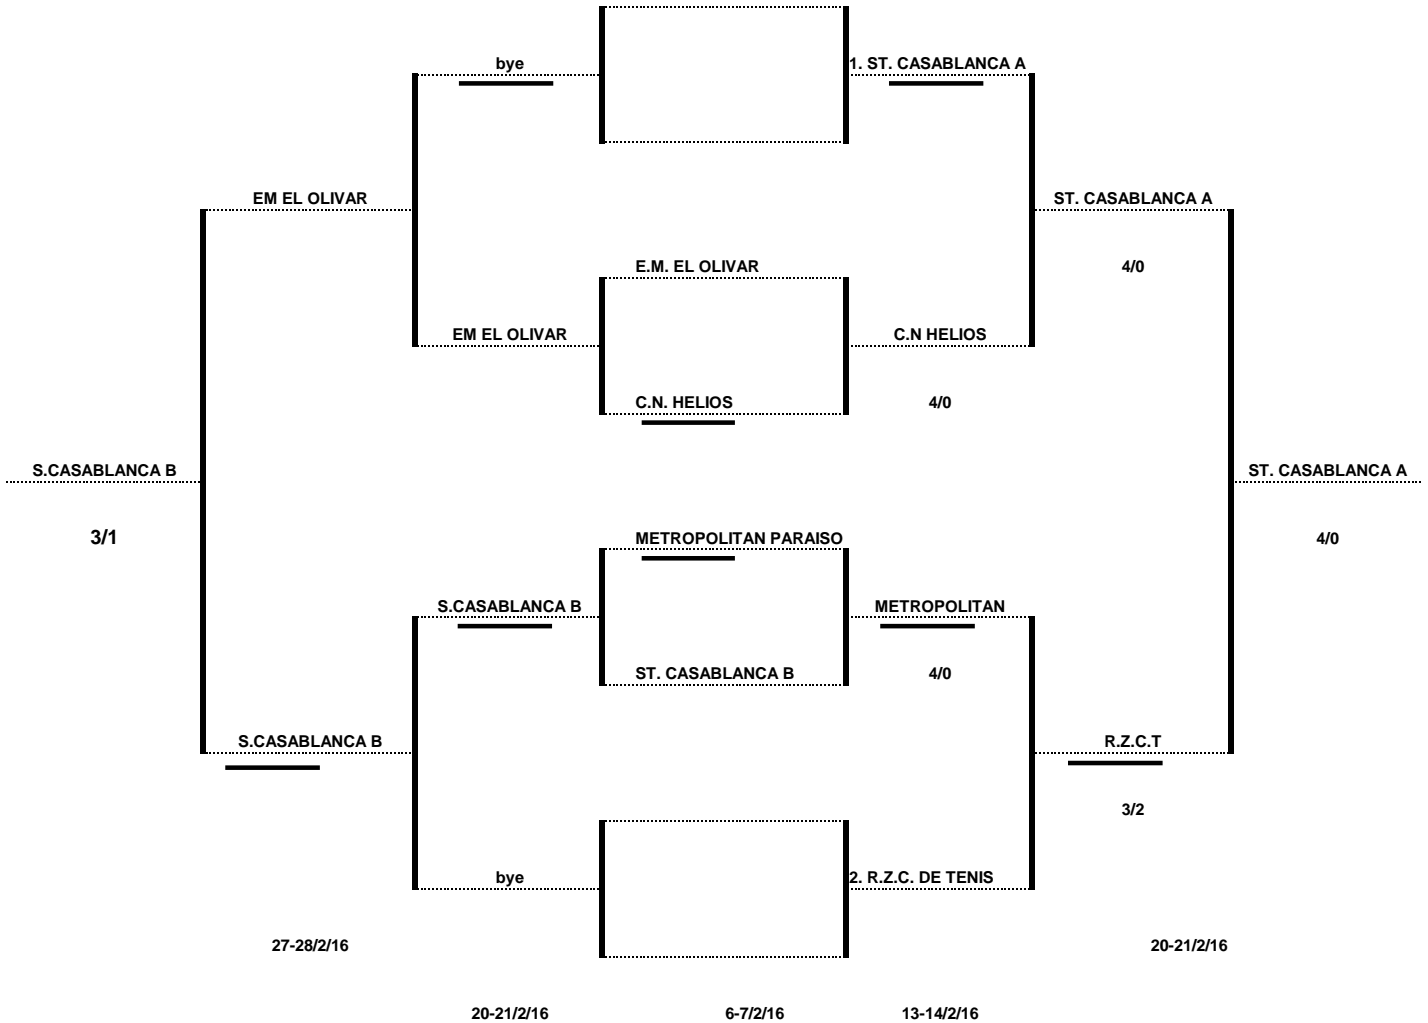 bye
1. ST. CASABLANCA A
EM EL OLIVAR
ST. CASABLANCA A
E.M. EL OLIVAR
4/0
EM EL OLIVAR
C.N HELIOS
C.N. HELIOS
4/0
S.CASABLANCA B
ST. CASABLANCA A
3/1
METROPOLITAN PARAISO
4/0
S.CASABLANCA B
METROPOLITAN
ST. CASABLANCA B
4/0
S.CASABLANCA B
R.Z.C.T
3/2
bye
2. R.Z.C. DE TENIS
27-28/2/16
20-21/2/16
20-21/2/16
6-7/2/16
13-14/2/16